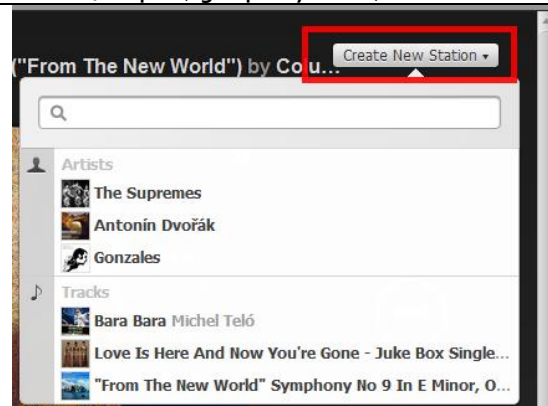 ("From The New World") by Colu...
Create New Station
Artists
The Supremes
Antonín Dvořák
Gonzales
Tracks
Bara Bara Michel Teló
Love Is Here And Now You're Gone - Juke Box Single...
"From The New World" Symphony No 9 In E Minor, O...